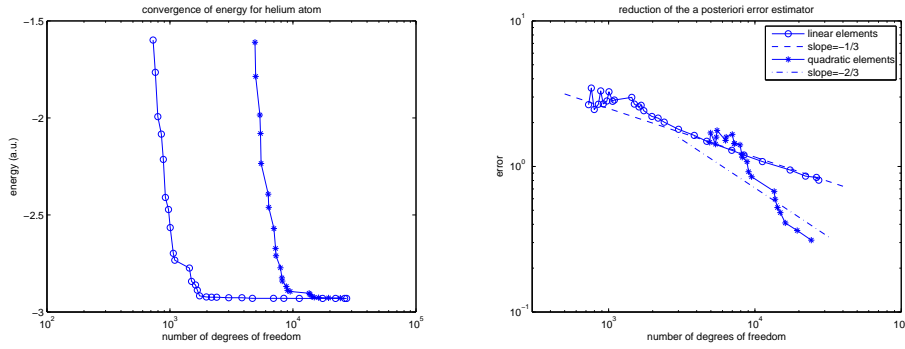 convergence of energy for helium atom
−1.5
−2
−2.5
−3
energy (a.u.)
10^2
10^3
10^4
10^5
number of degrees of freedom
reduction of the a posteriori error estimator
10^1
10^0
10^−1
error
linear elements
slope=−1/3
quadratic elements
slope=−2/3
10^3
10^4
10
number of degrees of freedom